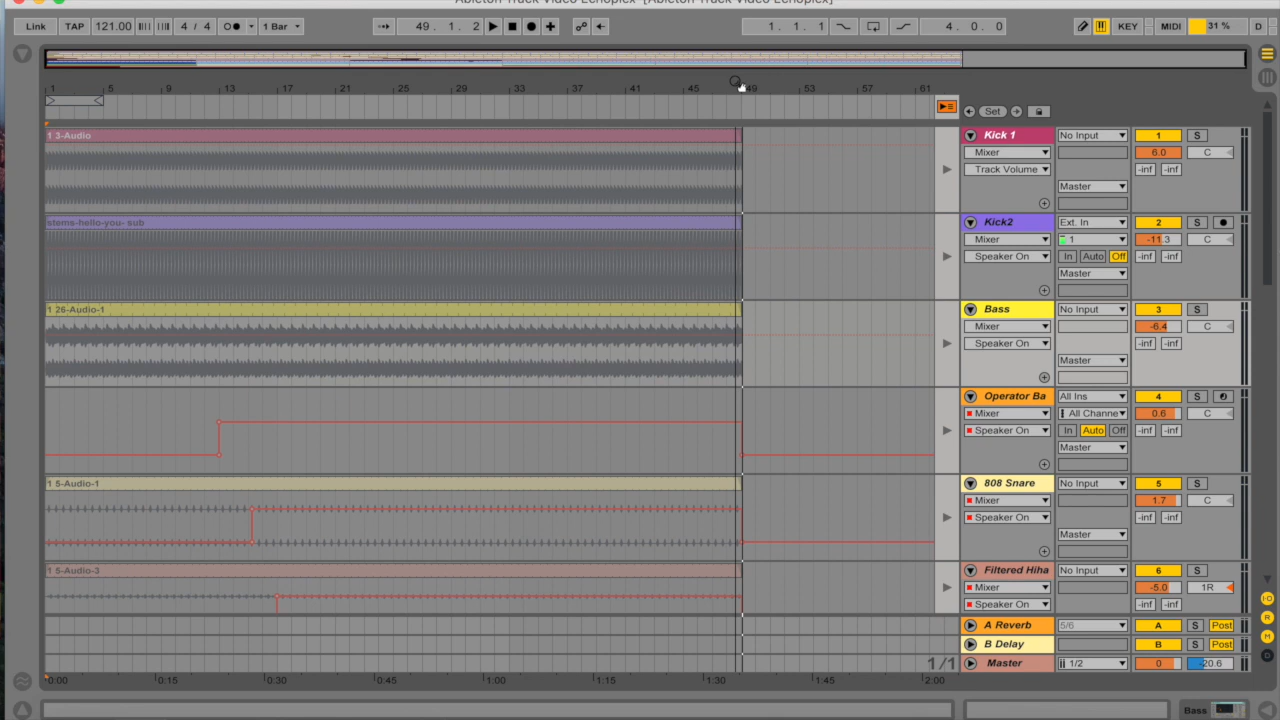 Ableton Track Video Echoplex [Ableton Track Video Echoplex]
Link TAP 121.00 4 / 4 1 Bar 49. 1. 2 1. 1. 1 4. 0. 0 KEY MIDI 31 % D
1 5 9 13 17 21 25 29 33 37 41 45 49 53 57 61
Set
1 3-Audio Kick 1 No Input 1 S
Mixer 6.0 C
Track Volume -inf -inf
Master
stems-hello-you- sub Kick2 Ext. In 2 S
Mixer 1 -11.3 C
Speaker On In Auto Off -inf -inf
Master
1 26-Audio-1 Bass No Input 3 S
Mixer -6.4 C
Speaker On -inf -inf
Master
Operator Ba All Ins 4 S
Mixer All Channe 0.6 C
Speaker On In Auto Off -inf -inf
Master
1 5-Audio-1 808 Snare No Input 5 S
Mixer 1.7 C
Speaker On -inf -inf
Master
1 5-Audio-3 Filtered Hiha No Input 6 S
Mixer -5.0 1R
Speaker On -inf -inf
I·O
A Reverb 5/6 A S Post
R
B Delay B S Post
M
1/1 Master 1/2 0 -20.6
D
0:00 0:15 0:30 0:45 1:00 1:15 1:30 1:45 2:00
Bass